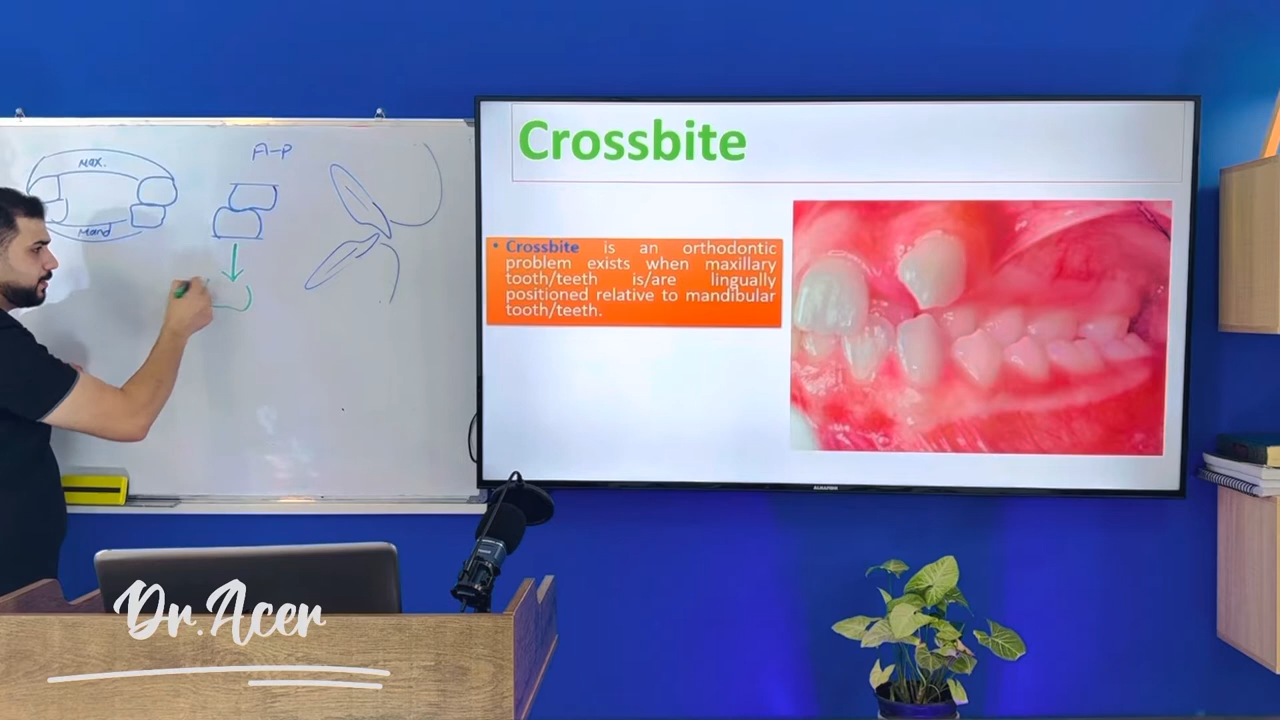 Max.
Mand
A-P
Crossbite
• Crossbite is an orthodontic
problem exists when maxillary
tooth/teeth is/are lingually
positioned relative to mandibular
tooth/teeth.
Dr. Acer